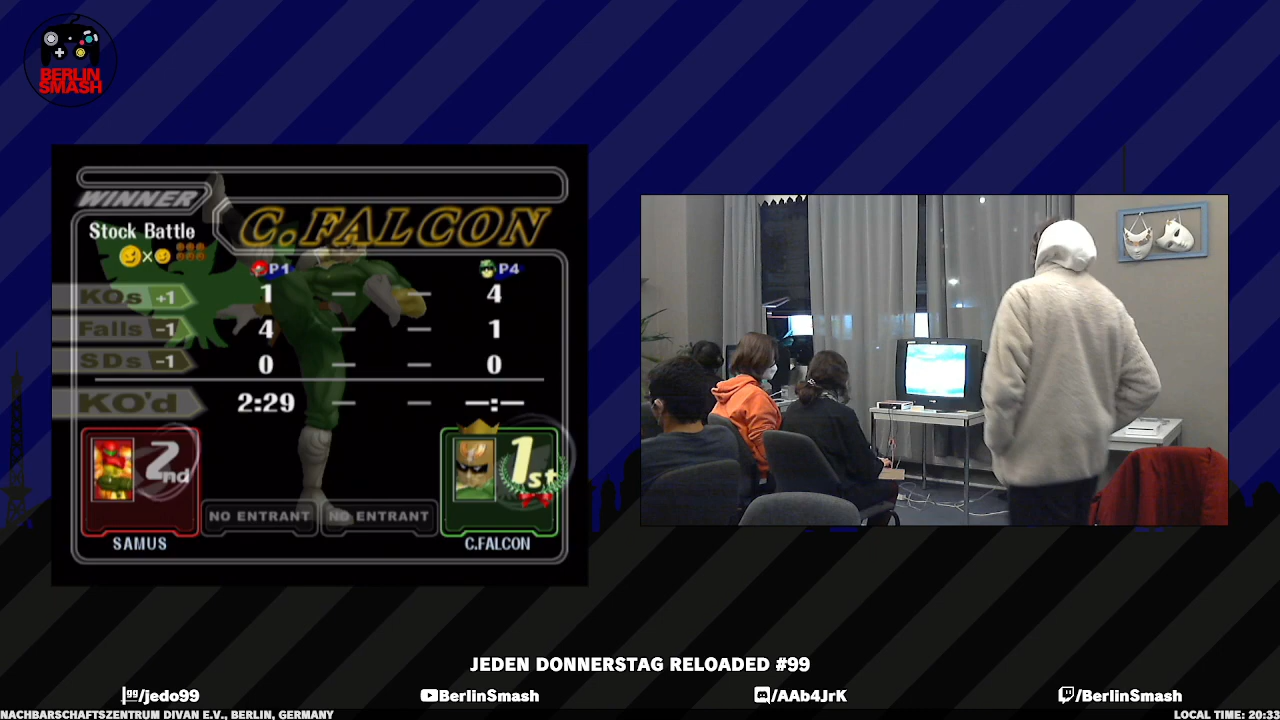 BERLIN
SMASH
WINNER
C.FALCON
Stock Battle
P1
P4
KOs +1
1
4
Falls -1
4
1
SDs -1
0
0
KO'd
2:29
2nd
NO ENTRANT
NO ENTRANT
1st
SAMUS
C.FALCON
JEDEN DONNERSTAG RELOADED #99
gg/jedo99
BerlinSmash
/AAb4JrK
/BerlinSmash
NACHBARSCHAFTSZENTRUM DIVAN E.V., BERLIN, GERMANY
LOCAL TIME: 20:33